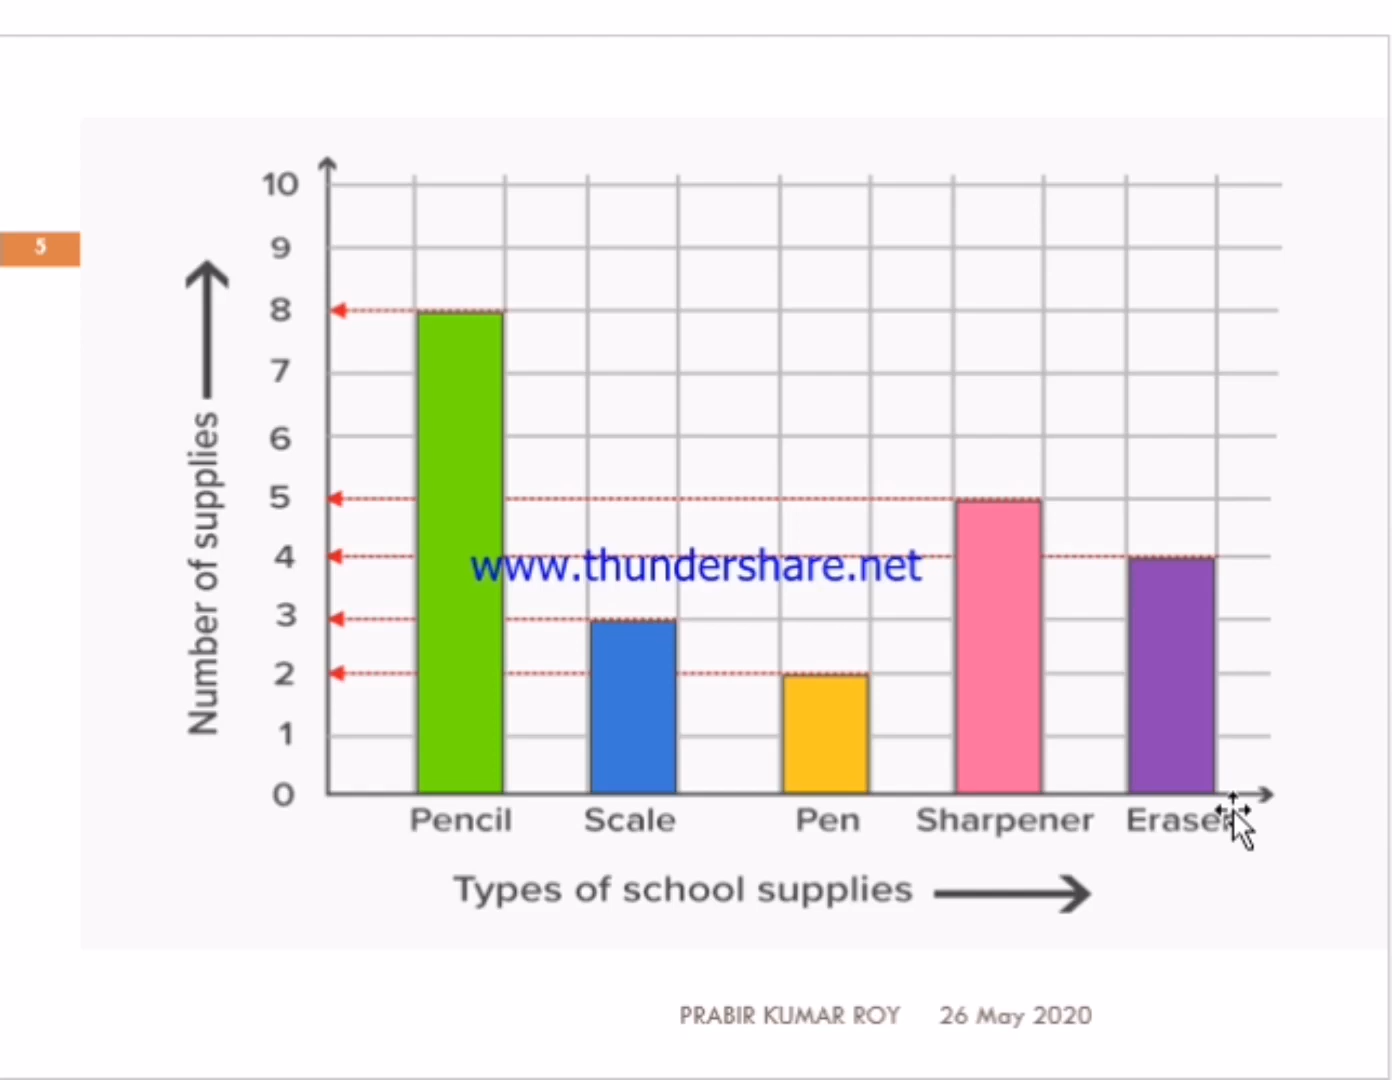 5
Number of supplies
10
9
8
7
6
5
4
3
2
1
0
www.thundershare.net
Pencil Scale Pen Sharpener Eraser
Types of school supplies
PRABIR KUMAR ROY 26 May 2020